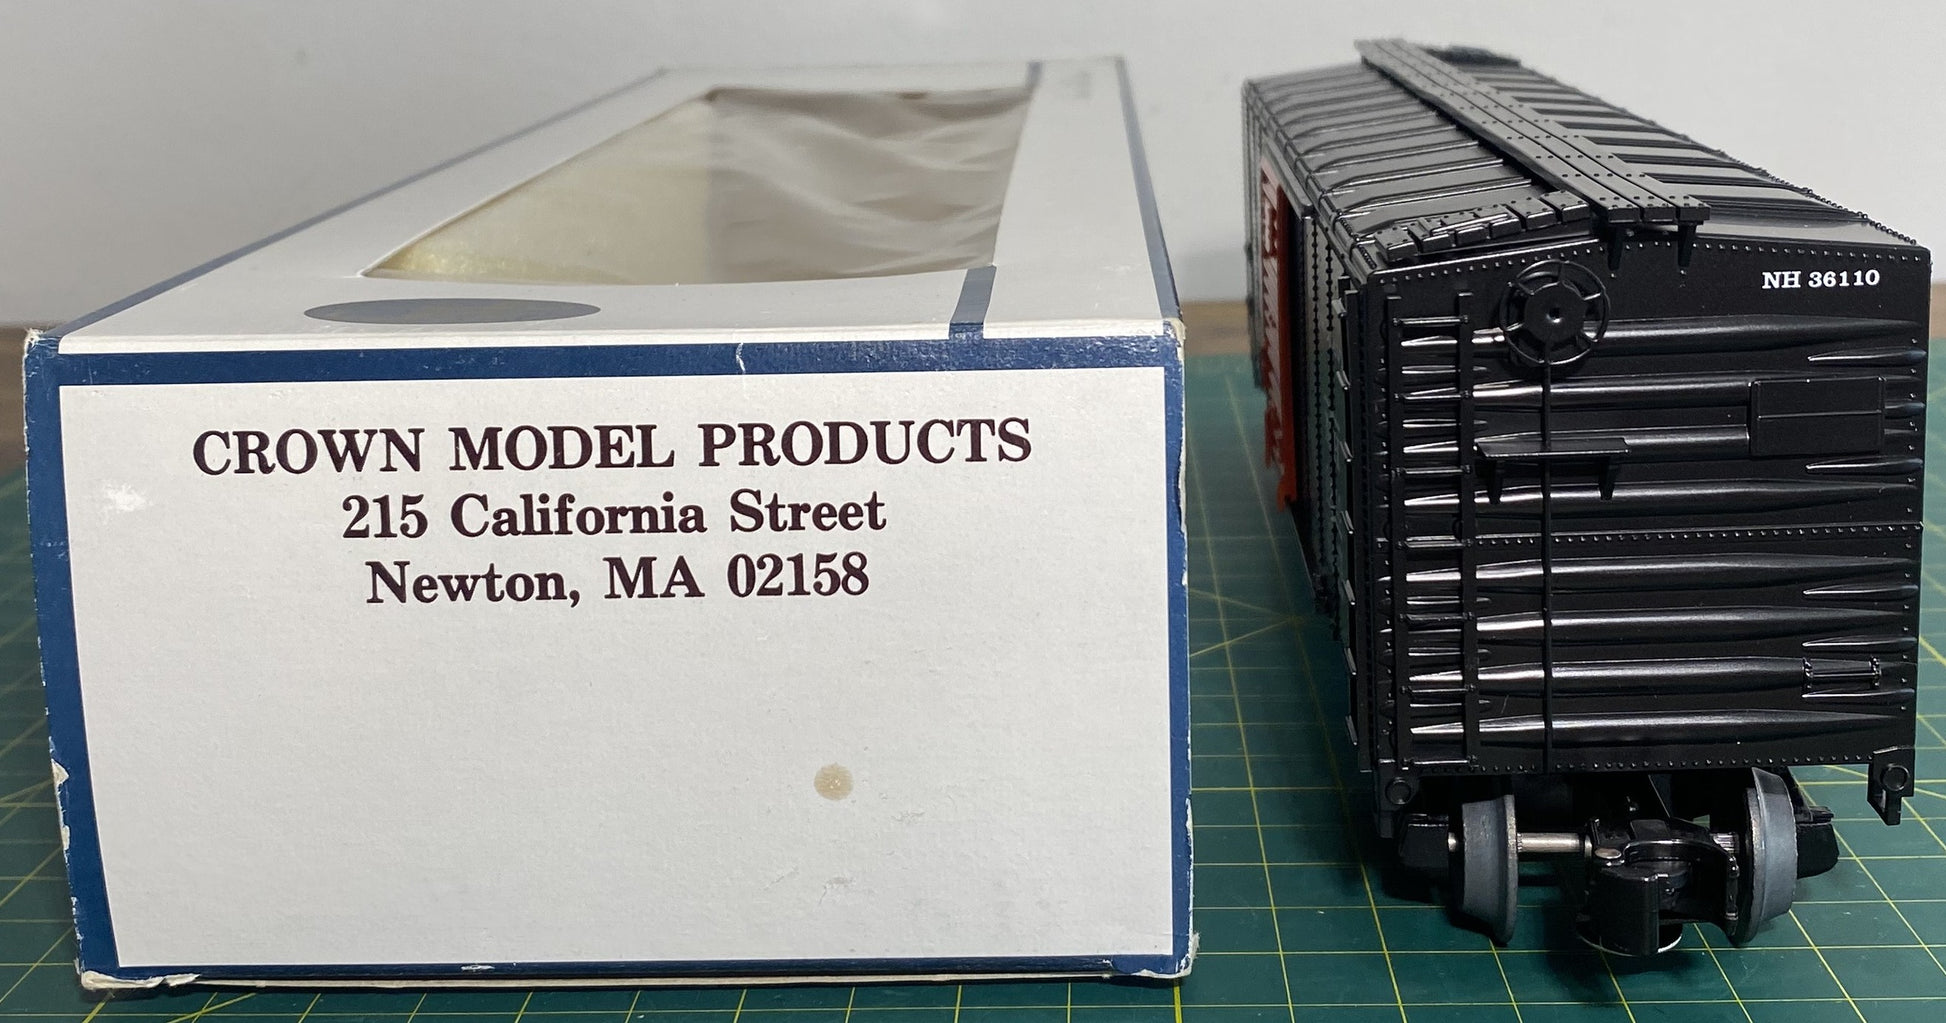 CROWN MODEL PRODUCTS
215 California Street
Newton, MA 02158
NH 36110